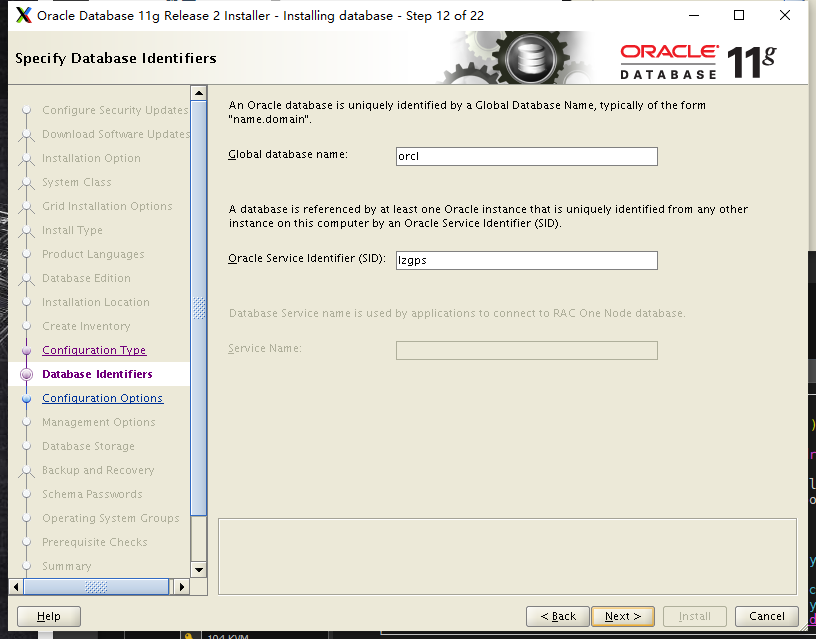 Oracle Database 11g Release 2 Installer - Installing database - Step 12 of 22
Specify Database Identifiers
ORACLE
DATABASE
11g
Configure Security Updates
Download Software Updates
Installation Option
System Class
Grid Installation Options
Install Type
Product Languages
Database Edition
Installation Location
Create Inventory
Configuration Type
Database Identifiers
Configuration Options
Management Options
Database Storage
Backup and Recovery
Schema Passwords
Operating System Groups
Prerequisite Checks
Summary
An Oracle database is uniquely identified by a Global Database Name, typically of the form
"name.domain".
Global database name:
orcl
A database is referenced by at least one Oracle instance that is uniquely identified from any other
instance on this computer by an Oracle Service Identifier (SID).
Oracle Service Identifier (SID):
lzgps
Database Service name is used by applications to connect to RAC One Node database.
Service Name:
Help
< Back
Next >
Install
Cancel